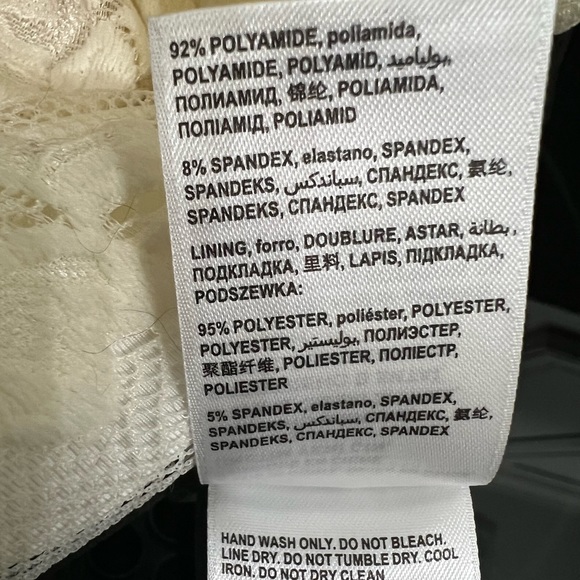 92% POLYAMIDE, poliamida,
POLYAMIDE, POLYAMİD, بولياميد,
ПОЛИАМИД, 锦纶, POLIAMIDA,
ПОЛІАМІД, POLIAMID
8% SPANDEX, elastano, SPANDEX,
SPANDEKS, سباندكس, СПАНДЕКС, 氨纶,
SPANDEKS, СПАНДЕКС, SPANDEX
LINING, forro, DOUBLURE, ASTAR, بطانة,
ПОДКЛАДКА, 里料, LAPIS, ПІДКЛАДКА,
PODSZEWKA:
95% POLYESTER, poliéster, POLYESTER,
POLYESTER, بوليستير, ПОЛИЭСТЕР,
聚酯纤维, POLIESTER, ПОЛІЕСТР,
POLIESTER
5% SPANDEX, elastano, SPANDEX,
SPANDEKS, سباندكس, СПАНДЕКС, 氨纶,
SPANDEKS, СПАНДЕКС, SPANDEX
HAND WASH ONLY. DO NOT BLEACH.
LINE DRY. DO NOT TUMBLE DRY. COOL
IRON. DO NOT DRY CLEAN